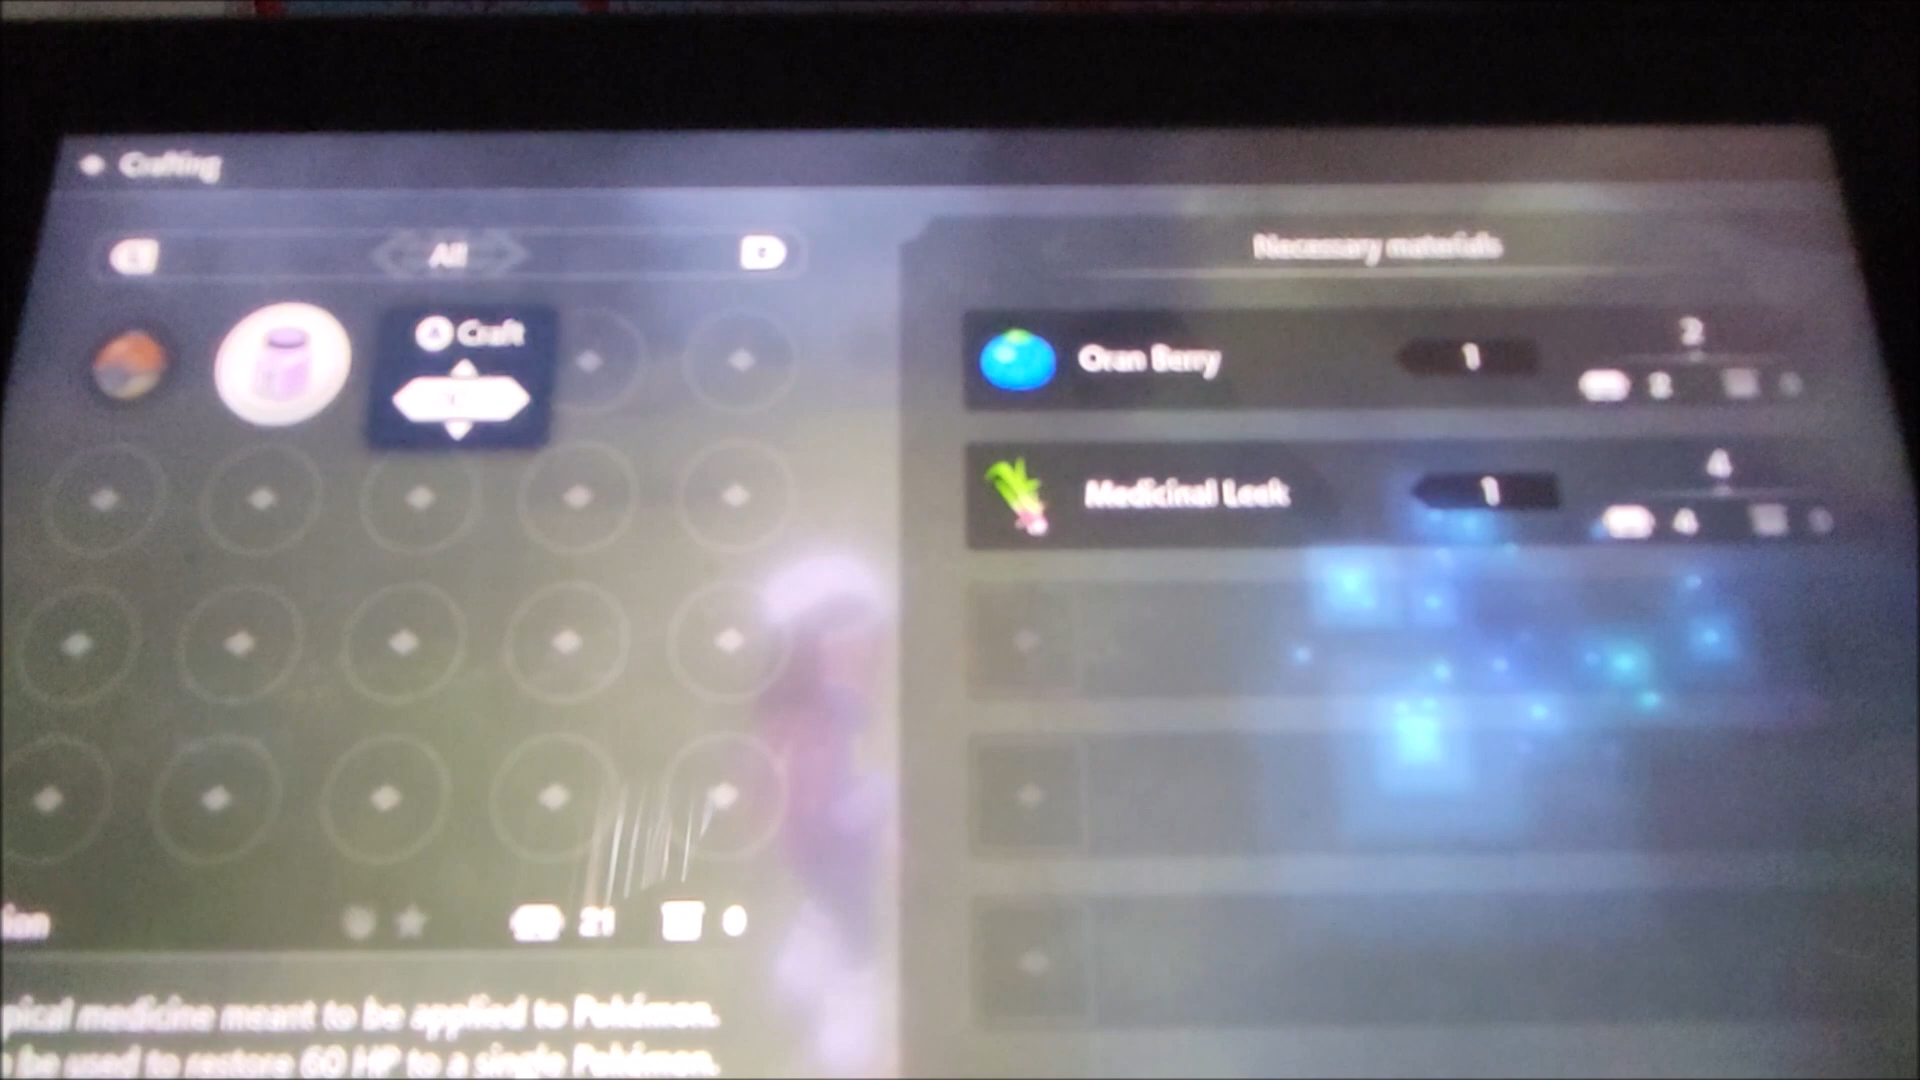 Crafting
All
Necessary materials
Craft
Oran Berry 1 2
Medicinal Leek 1 4
4
21 0
pical medicine meant to be applied to Pokémon.
be used to restore 60 HP to a single Pokémon.